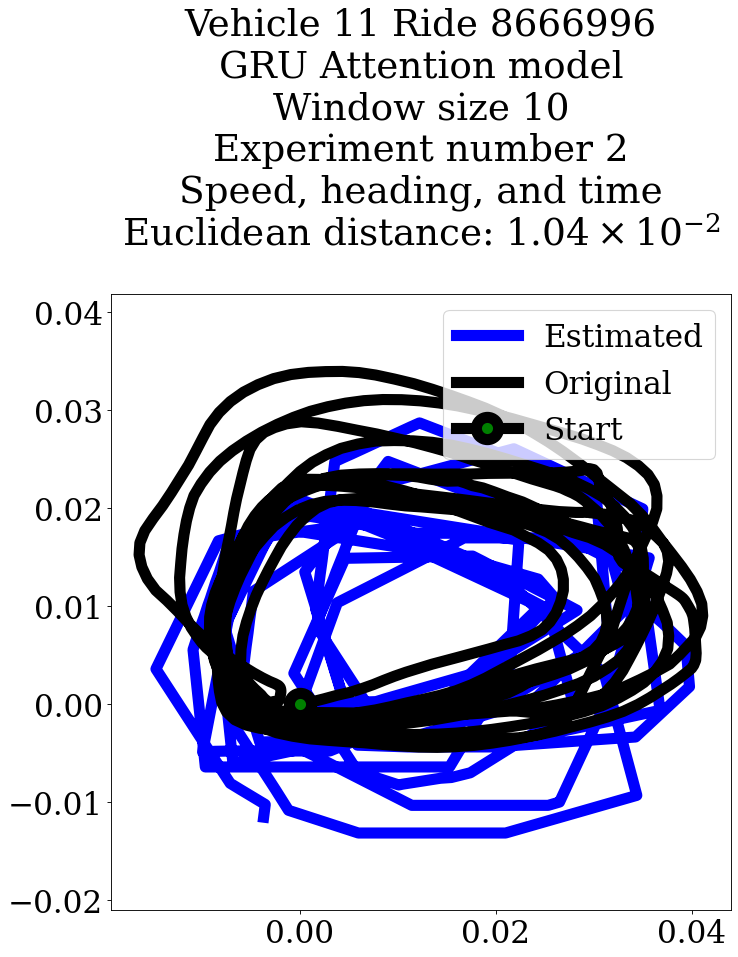 Vehicle 11 Ride 8666996
GRU Attention model
Window size 10
Experiment number 2
Speed, heading, and time
Euclidean distance: 1.04 × 10⁻²
0.04
Estimated
Original
0.03
Start
0.02
0.01
0.00
−0.01
−0.02
0.00 0.02 0.04